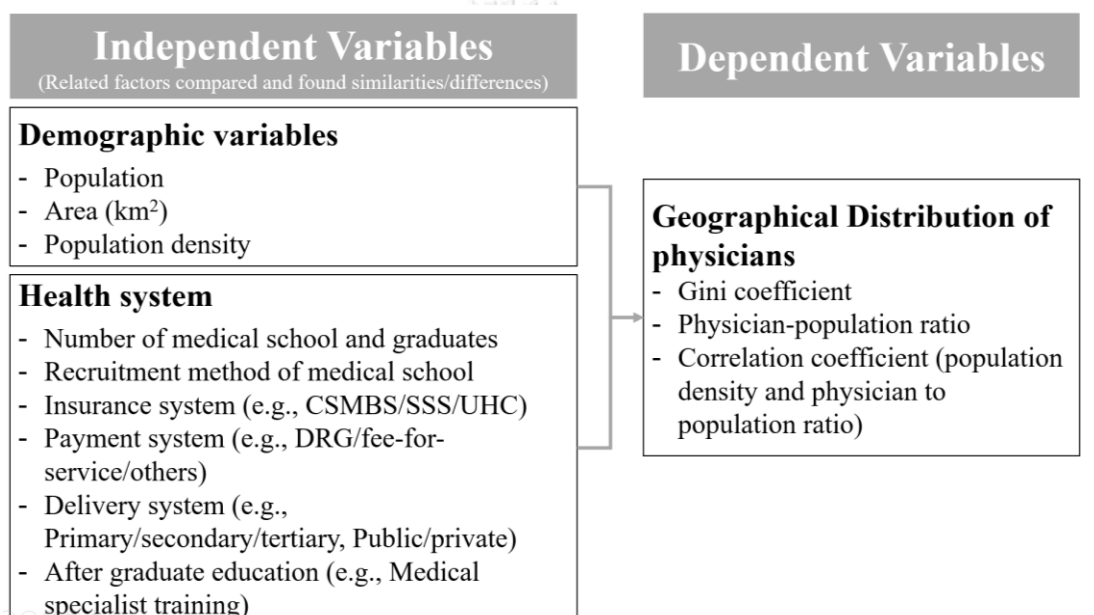 Independent Variables
(Related factors compared and found similarities/differences)
Demographic variables
- Population
- Area (km²)
- Population density
Health system
- Number of medical school and graduates
- Recruitment method of medical school
- Insurance system (e.g., CSMBS/SSS/UHC)
- Payment system (e.g., DRG/fee-for-
service/others)
- Delivery system (e.g.,
Primary/secondary/tertiary, Public/private)
- After graduate education (e.g., Medical
specialist training)
Dependent Variables
Geographical Distribution of
physicians
- Gini coefficient
- Physician-population ratio
- Correlation coefficient (population
density and physician to
population ratio)